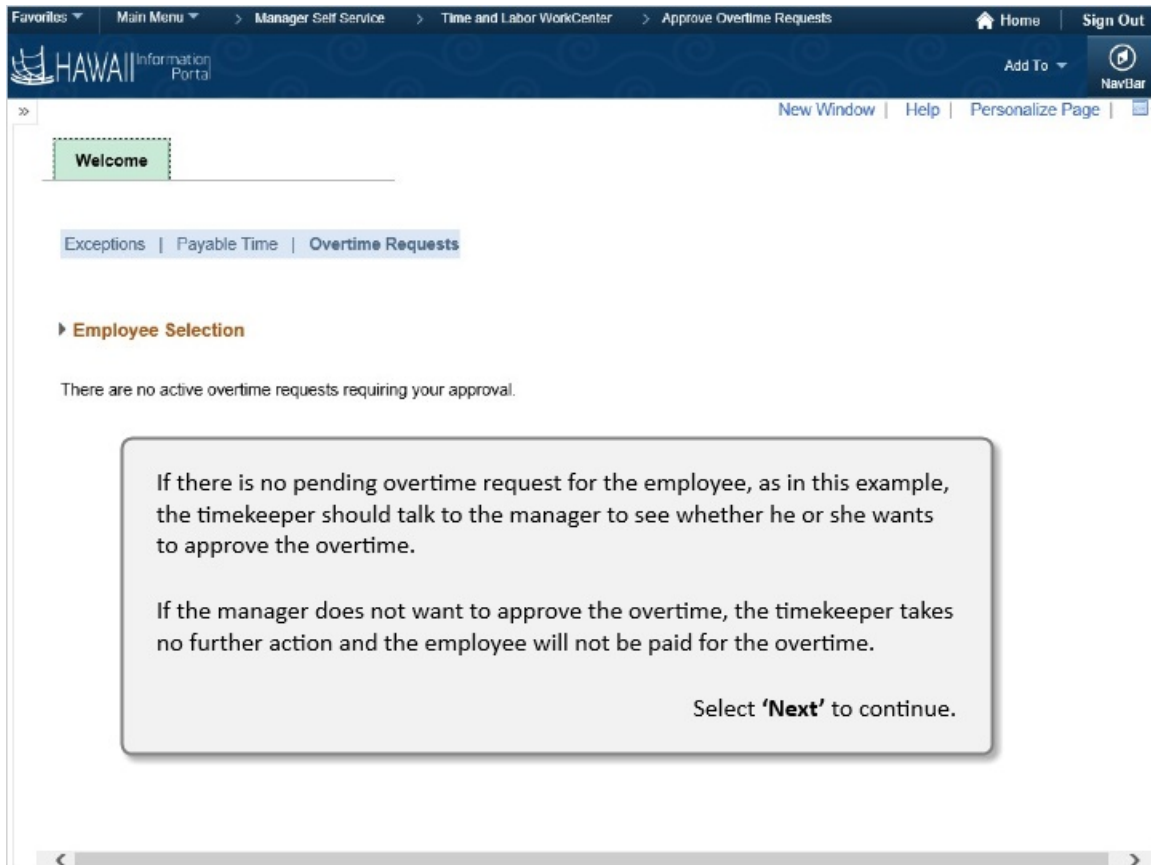 Favorites Main Menu > Manager Self Service > Time and Labor WorkCenter > Approve Overtime Requests Home Sign Out
HAWAII Information Portal Add To NavBar
New Window | Help | Personalize Page |
Welcome
Exceptions | Payable Time | Overtime Requests
Employee Selection
There are no active overtime requests requiring your approval.
If there is no pending overtime request for the employee, as in this example,
the timekeeper should talk to the manager to see whether he or she wants
to approve the overtime.
If the manager does not want to approve the overtime, the timekeeper takes
no further action and the employee will not be paid for the overtime.
Select ‘Next’ to continue.